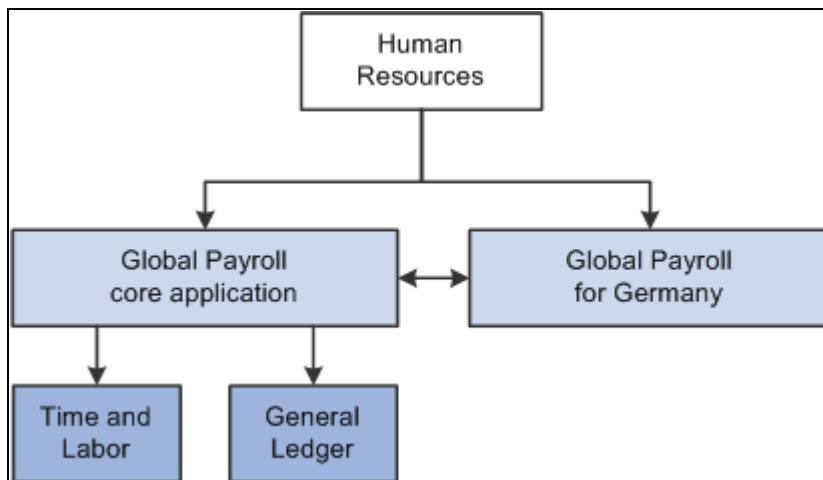 Human
Resources
Global Payroll
core application
Global Payroll
for Germany
Time and
Labor
General
Ledger